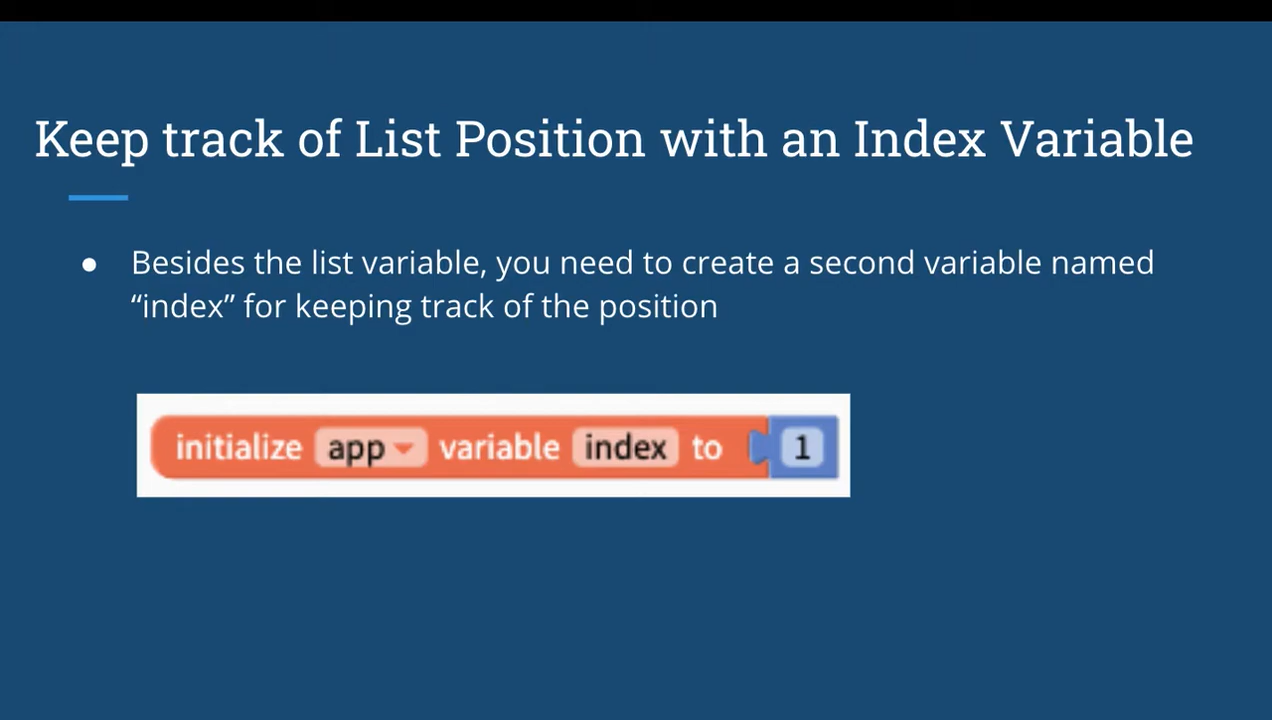 Keep track of List Position with an Index Variable
● Besides the list variable, you need to create a second variable named
“index” for keeping track of the position
initialize app variable index to 1